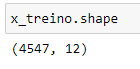 x_treino.shape
(4547, 12)